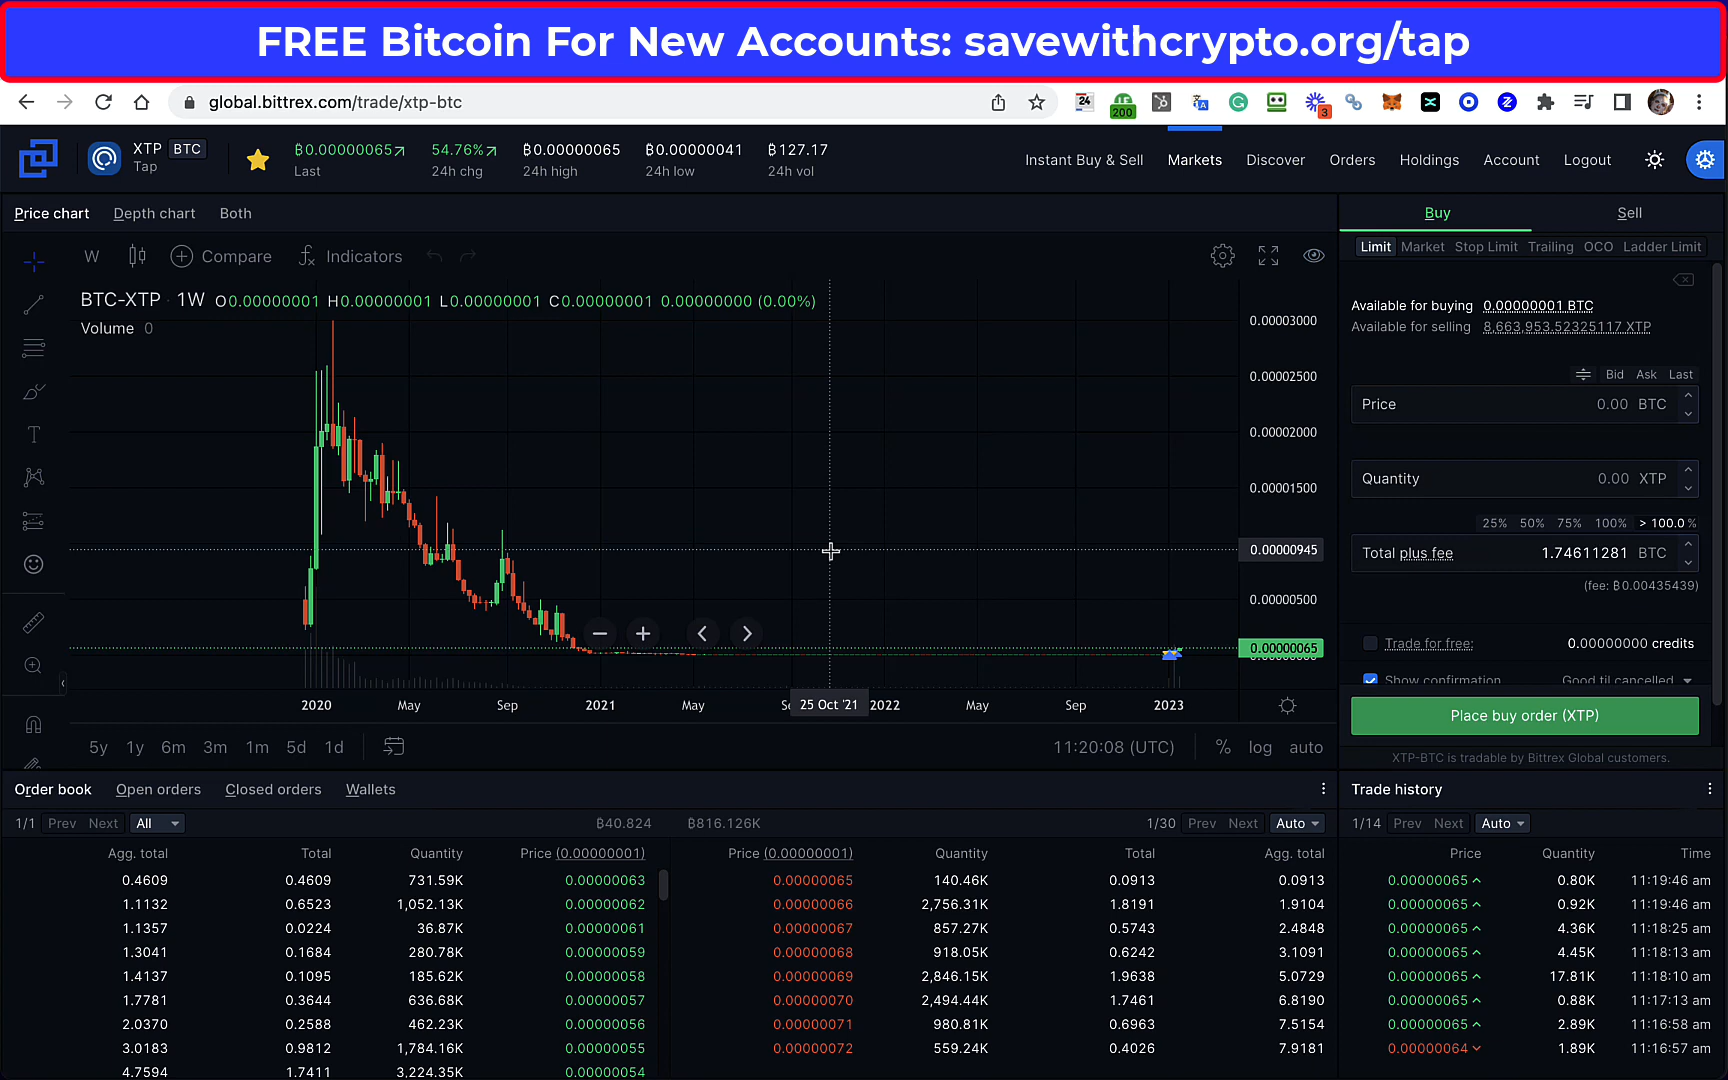 FREE Bitcoin For New Accounts: savewithcrypto.org/tap
global.bittrex.com/trade/xtp-btc
24
200
3
XTP BTC
Tap
₿0.00000065
Last
54.76%
24h chg
₿0.00000065
24h high
₿0.00000041
24h low
₿127.17
24h vol
Instant Buy & Sell Markets Discover Orders Holdings Account Logout
Price chart Depth chart Both
W Compare Indicators
BTC-XTP 1W O0.00000001 H0.00000001 L0.00000001 C0.00000001 0.00000000 (0.00%)
Volume 0
0.00003000
0.00002500
0.00002000
0.00001500
0.00000945
0.00000500
0.00000065
2020 May Sep 2021 May 25 Oct '21 2022 May Sep 2023
5y 1y 6m 3m 1m 5d 1d
11:20:08 (UTC) % log auto
Buy Sell
Limit Market Stop Limit Trailing OCO Ladder Limit
Available for buying 0.00000001 BTC
Available for selling 8,663,953.52325117 XTP
Bid Ask Last
Price 0.00 BTC
Quantity 0.00 XTP
25% 50% 75% 100% > 100.0 %
Total plus fee 1.74611281 BTC
(fee: ₿0.00435439)
Trade for free: 0.00000000 credits
Show confirmation Good til cancelled
Place buy order (XTP)
XTP-BTC is tradable by Bittrex Global customers.
Order book Open orders Closed orders Wallets
1/1 Prev Next All ₿40.824 ₿816.126K 1/30 Prev Next Auto
Agg. total Total Quantity Price (0.00000001) Price (0.00000001) Quantity Total Agg. total
0.4609 0.4609 731.59K 0.00000063 0.00000065 140.46K 0.0913 0.0913
1.1132 0.6523 1,052.13K 0.00000062 0.00000066 2,756.31K 1.8191 1.9104
1.1357 0.0224 36.87K 0.00000061 0.00000067 857.27K 0.5743 2.4848
1.3041 0.1684 280.78K 0.00000059 0.00000068 918.05K 0.6242 3.1091
1.4137 0.1095 185.62K 0.00000058 0.00000069 2,846.15K 1.9638 5.0729
1.7781 0.3644 636.68K 0.00000057 0.00000070 2,494.44K 1.7461 6.8190
2.0370 0.2588 462.23K 0.00000056 0.00000071 980.81K 0.6963 7.5154
3.0183 0.9812 1,784.16K 0.00000055 0.00000072 559.24K 0.4026 7.9181
4.7594 1.7411 3,224.35K 0.00000054
Trade history
1/14 Prev Next Auto
Price Quantity Time
0.00000065 0.80K 11:19:46 am
0.00000065 0.92K 11:19:46 am
0.00000065 4.36K 11:18:25 am
0.00000065 4.45K 11:18:13 am
0.00000065 17.81K 11:18:10 am
0.00000065 0.88K 11:17:13 am
0.00000065 2.89K 11:16:58 am
0.00000064 1.89K 11:16:57 am